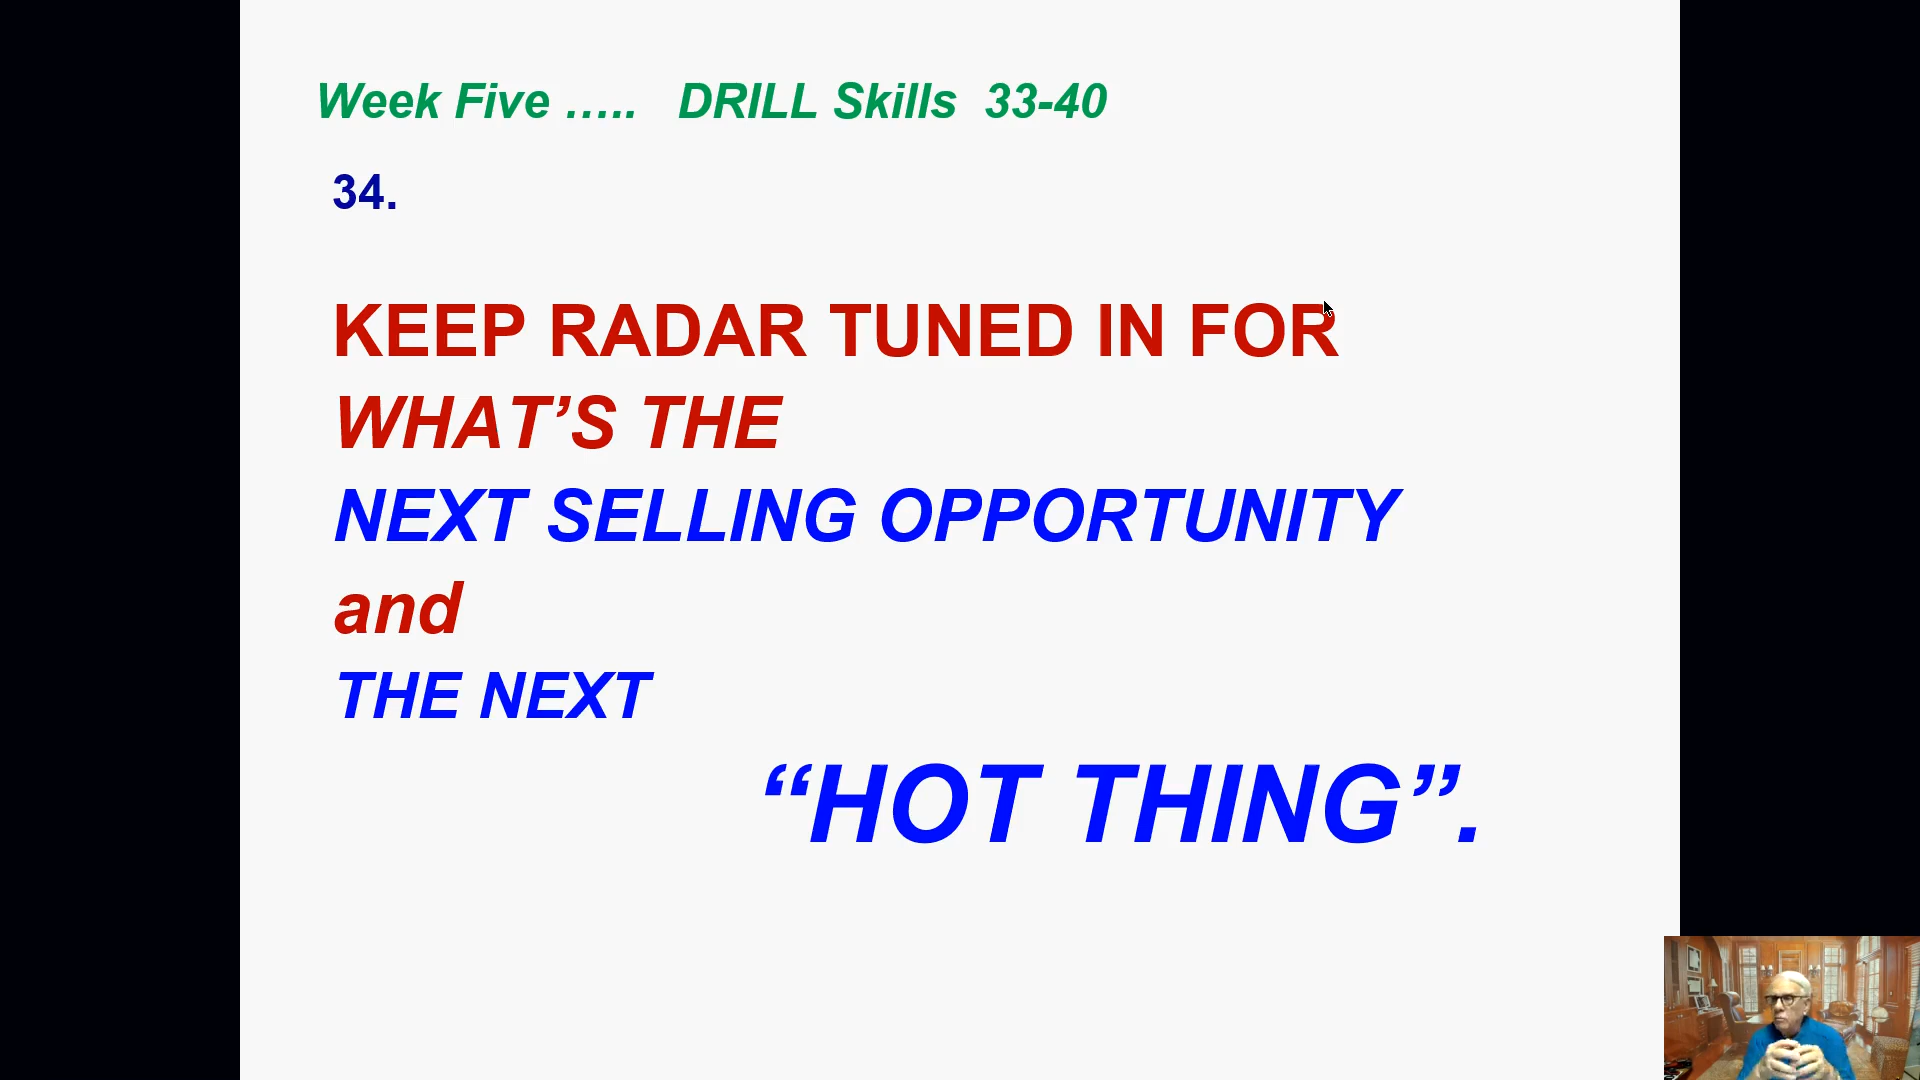 Week Five ..... DRILL Skills 33-40
34.
KEEP RADAR TUNED IN FOR
WHAT’S THE
NEXT SELLING OPPORTUNITY
and
THE NEXT
“HOT THING”.